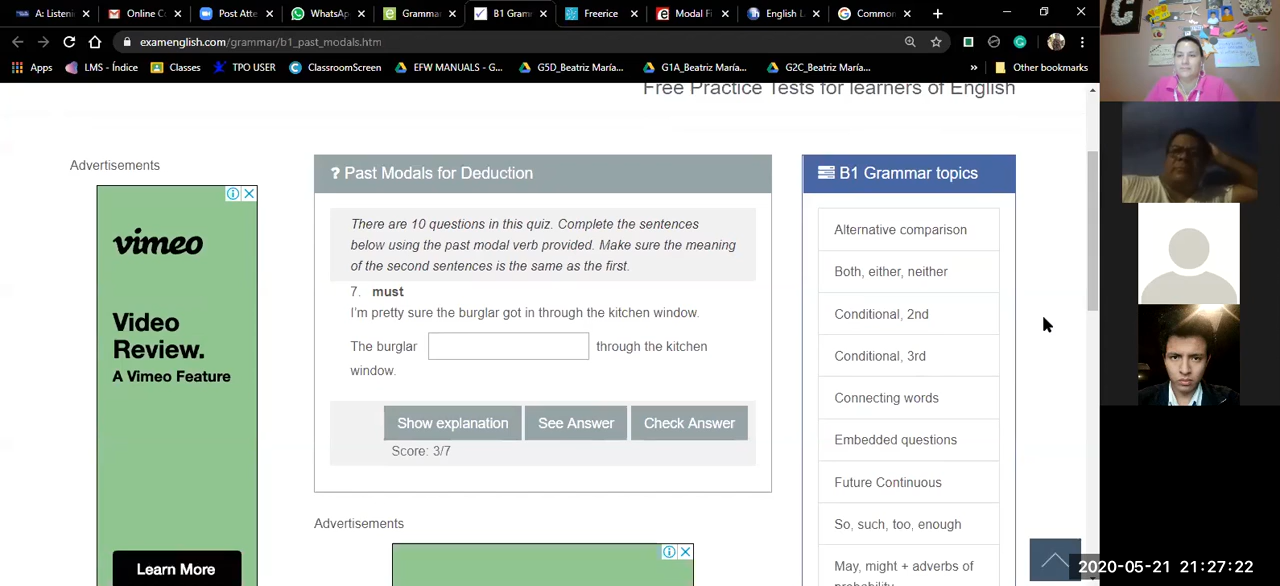 A: Listenin
Online Co
Post Atte
WhatsAp
Gramma
B1 Gram
Freerice
Modal Fi
English L
Common
examenglish.com/grammar/b1_past_modals.htm
Apps
LMS - Índice
Classes
TPO USER
ClassroomScreen
EFW MANUALS - G...
G5D_Beatriz María...
G1A_Beatriz María...
G2C_Beatriz María...
»
Other bookmarks
Free Practice Tests for learners of English
Advertisements
vimeo
Video
Review.
A Vimeo Feature
Learn More
? Past Modals for Deduction
There are 10 questions in this quiz. Complete the sentences
below using the past modal verb provided. Make sure the meaning
of the second sentences is the same as the first.
7. must
I'm pretty sure the burglar got in through the kitchen window.
The burglar through the kitchen
window.
Show explanation
See Answer
Check Answer
Score: 3/7
Advertisements
B1 Grammar topics
Alternative comparison
Both, either, neither
Conditional, 2nd
Conditional, 3rd
Connecting words
Embedded questions
Future Continuous
So, such, too, enough
May, might + adverbs of
2020-05-21 21:27:22